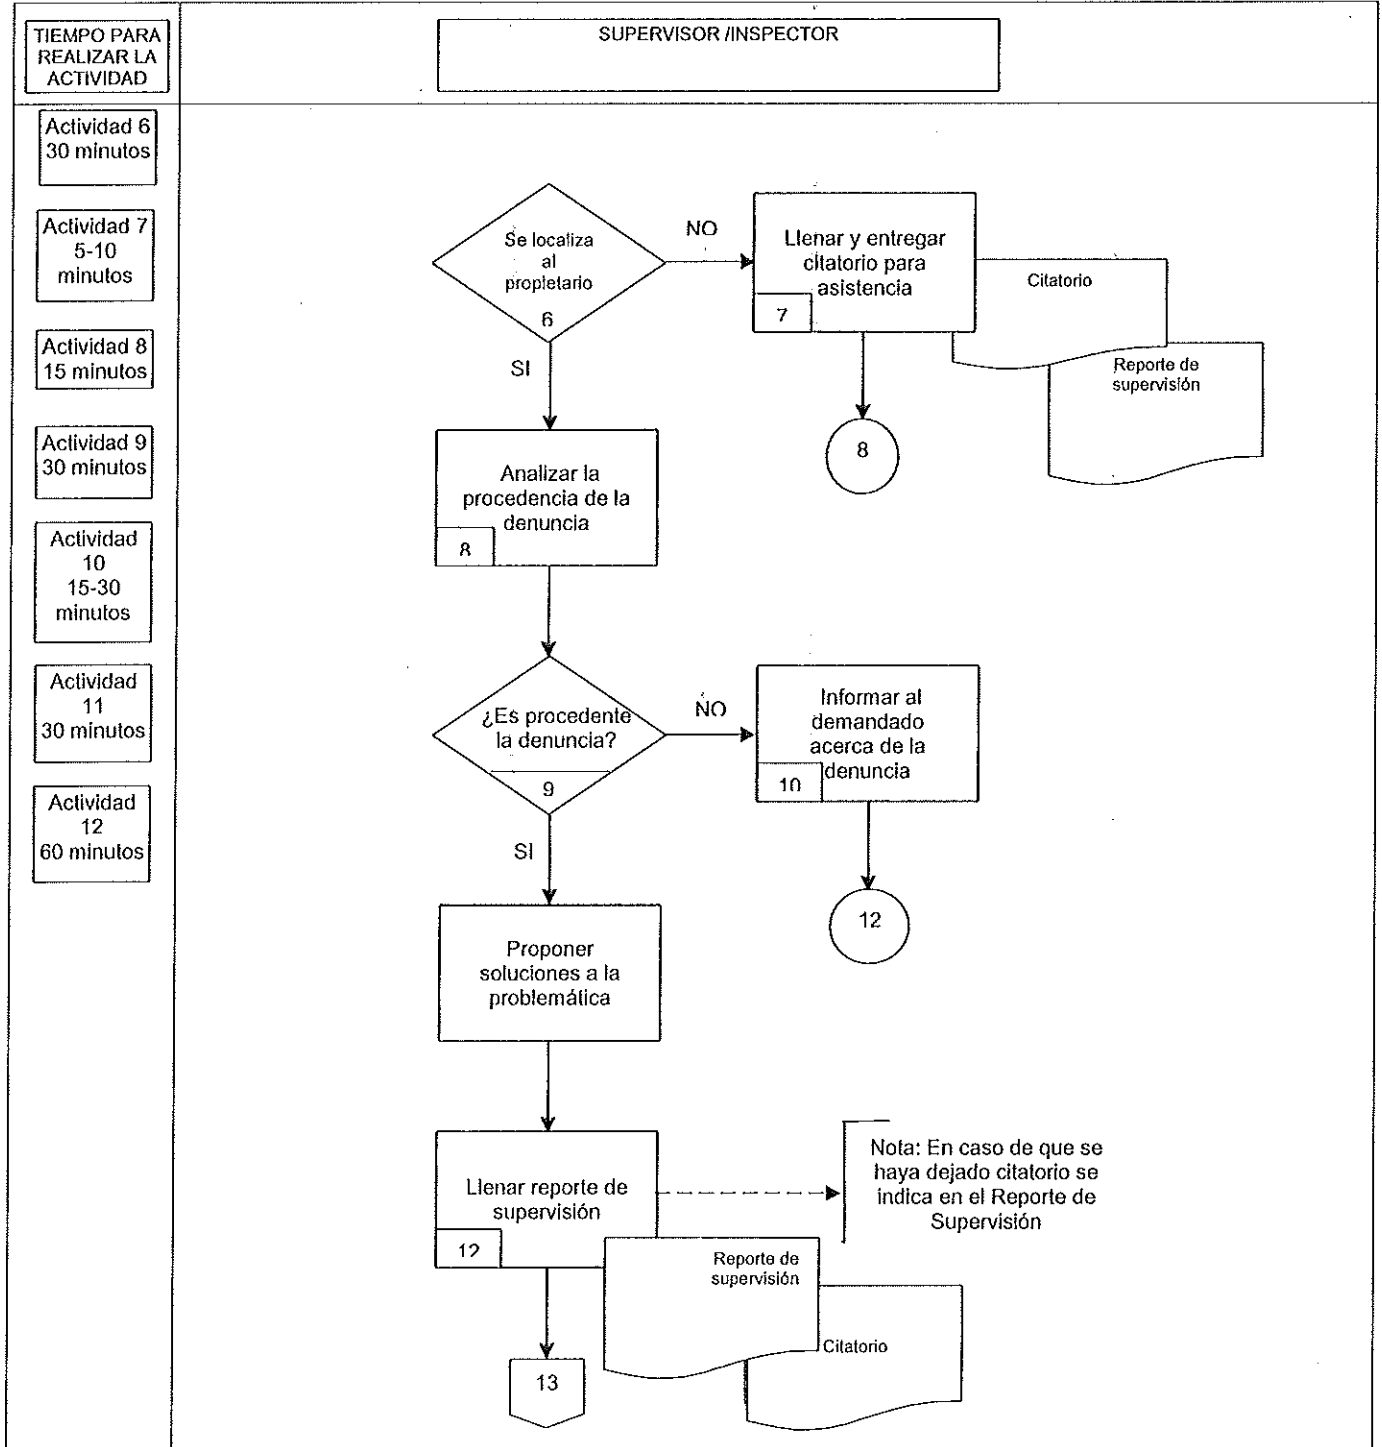 TIEMPO PARA
REALIZAR LA
ACTIVIDAD
SUPERVISOR /INSPECTOR
Actividad 6
30 minutos
Actividad 7
5-10
minutos
Actividad 8
15 minutos
Actividad 9
30 minutos
Actividad
10
15-30
minutos
Actividad
11
30 minutos
Actividad
12
60 minutos
Se localiza
al
propietario
6
NO
SI
Llenar y entregar
citatorio para
asistencia
7
Citatorio
Reporte de
supervisión
8
Analizar la
procedencia de la
denuncia
8
¿Es procedente
la denuncia?
9
NO
SI
Informar al
demandado
acerca de la
denuncia
10
12
Proponer
soluciones a la
problemática
Llenar reporte de
supervisión
12
Nota: En caso de que se
haya dejado citatorio se
indica en el Reporte de
Supervisión
Reporte de
supervisión
Citatorio
13